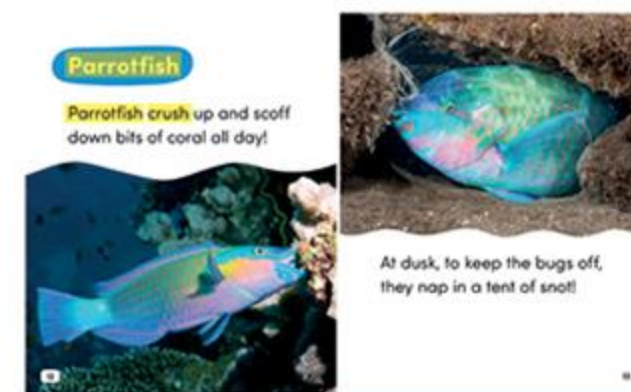 Parrotfish
Parrotfish crush up and scoff
down bits of coral all day!
At dusk, to keep the bugs off,
they nap in a tent of snot!